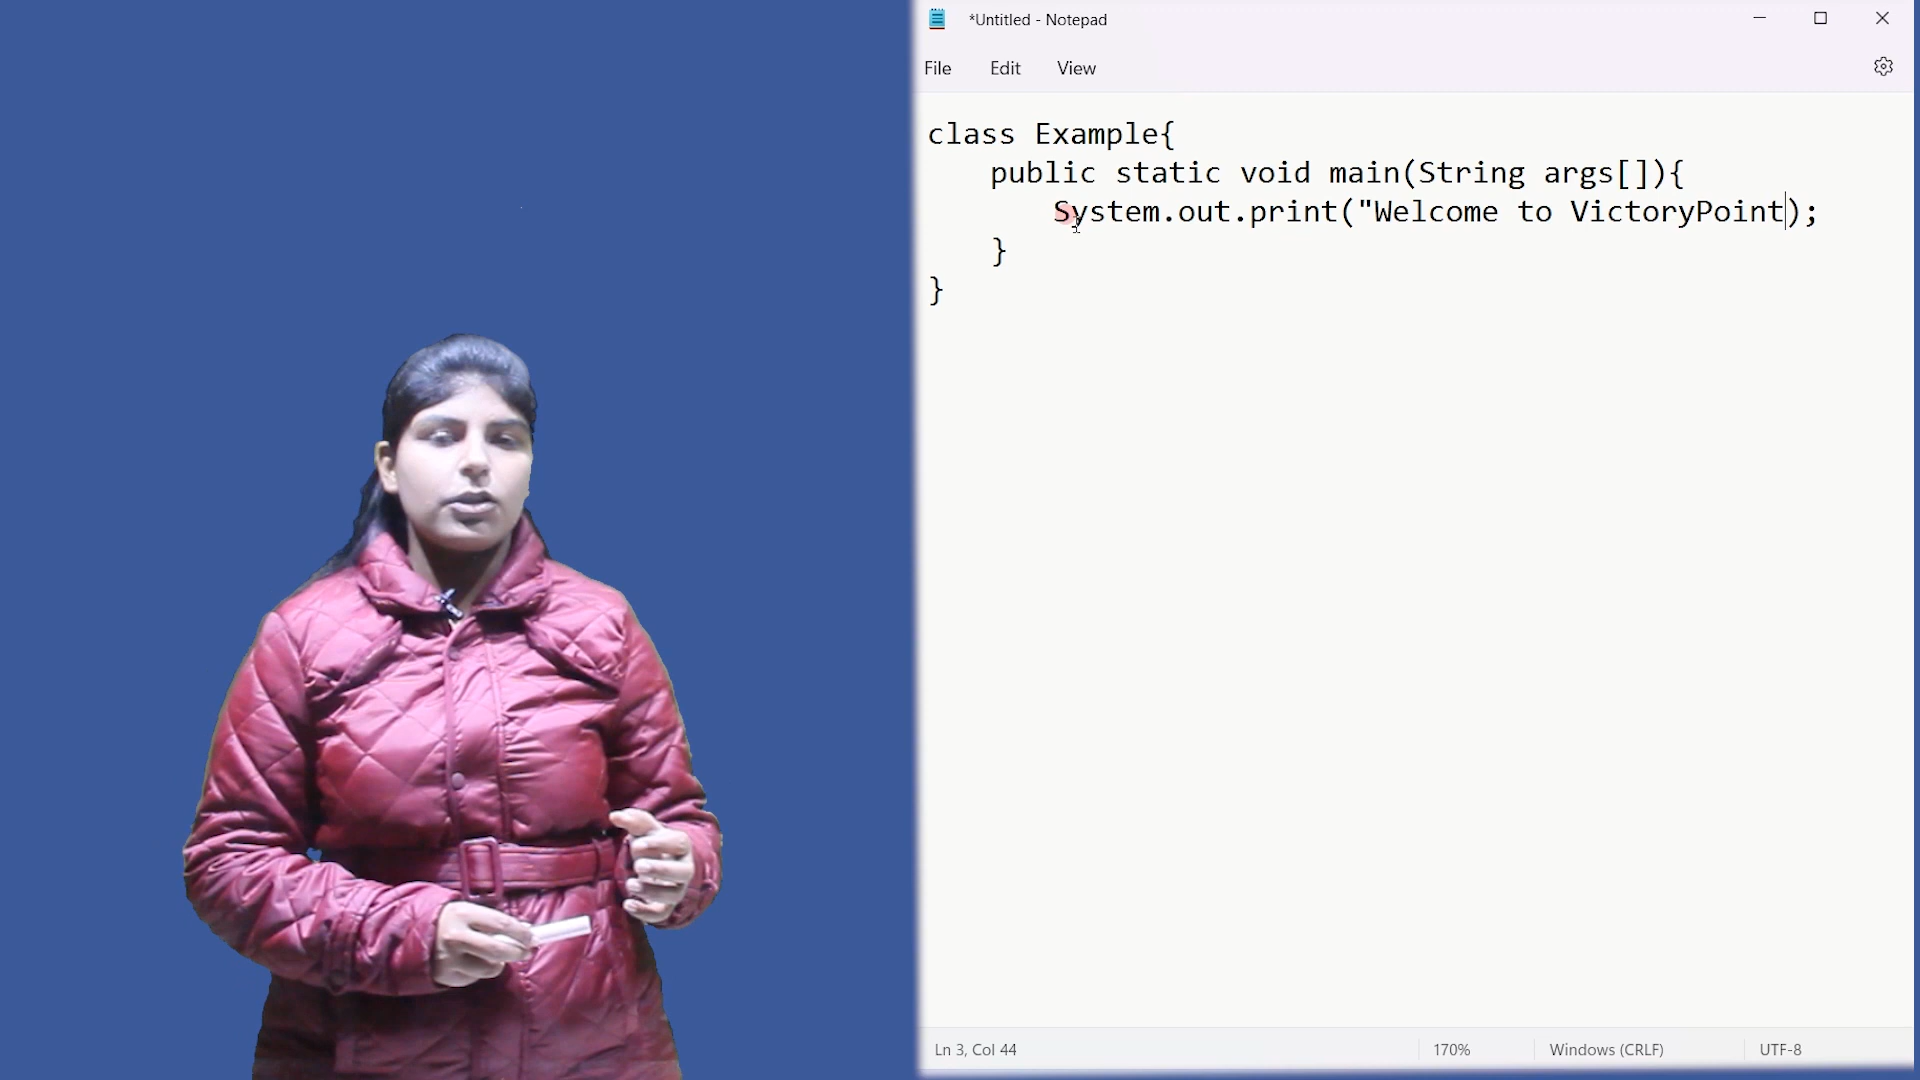 *Untitled - Notepad
File Edit View
class Example{
    public static void main(String args[]){
        System.out.print("Welcome to VictoryPoint);
    }
}
Ln 3, Col 44 170% Windows (CRLF) UTF-8